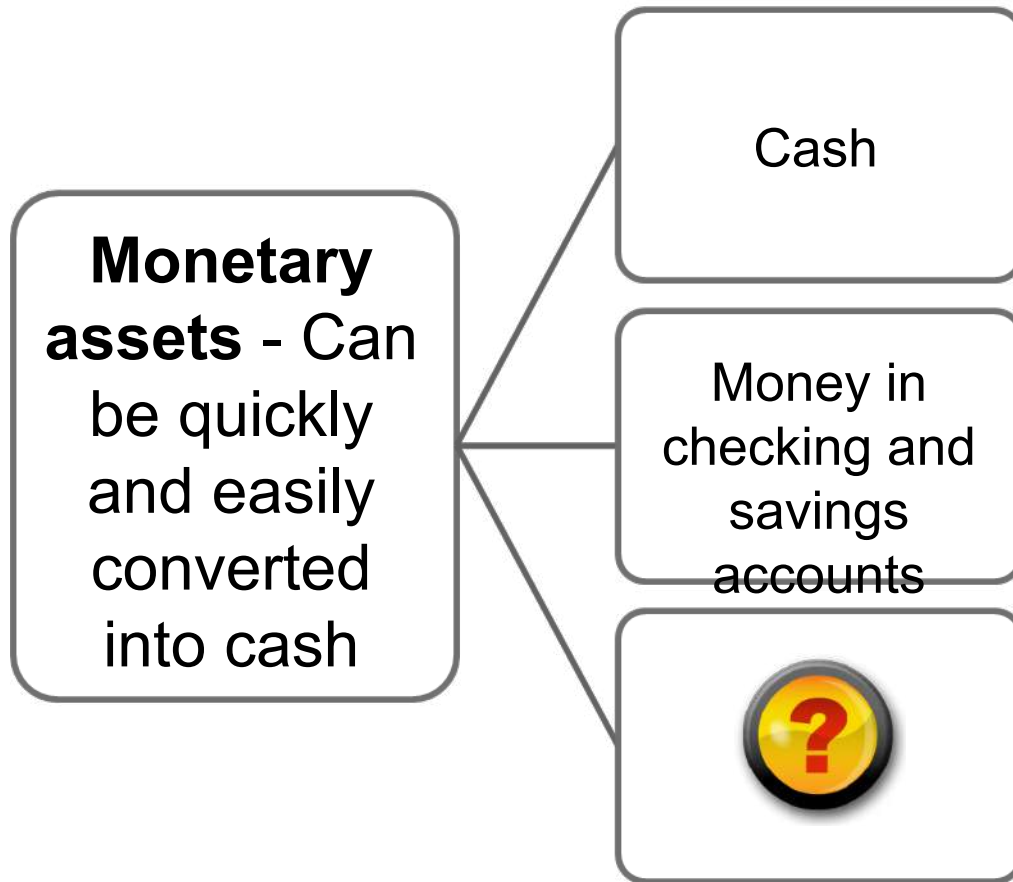 Monetary
assets - Can
be quickly
and easily
converted
into cash
Cash
Money in
checking and
savings
accounts
?